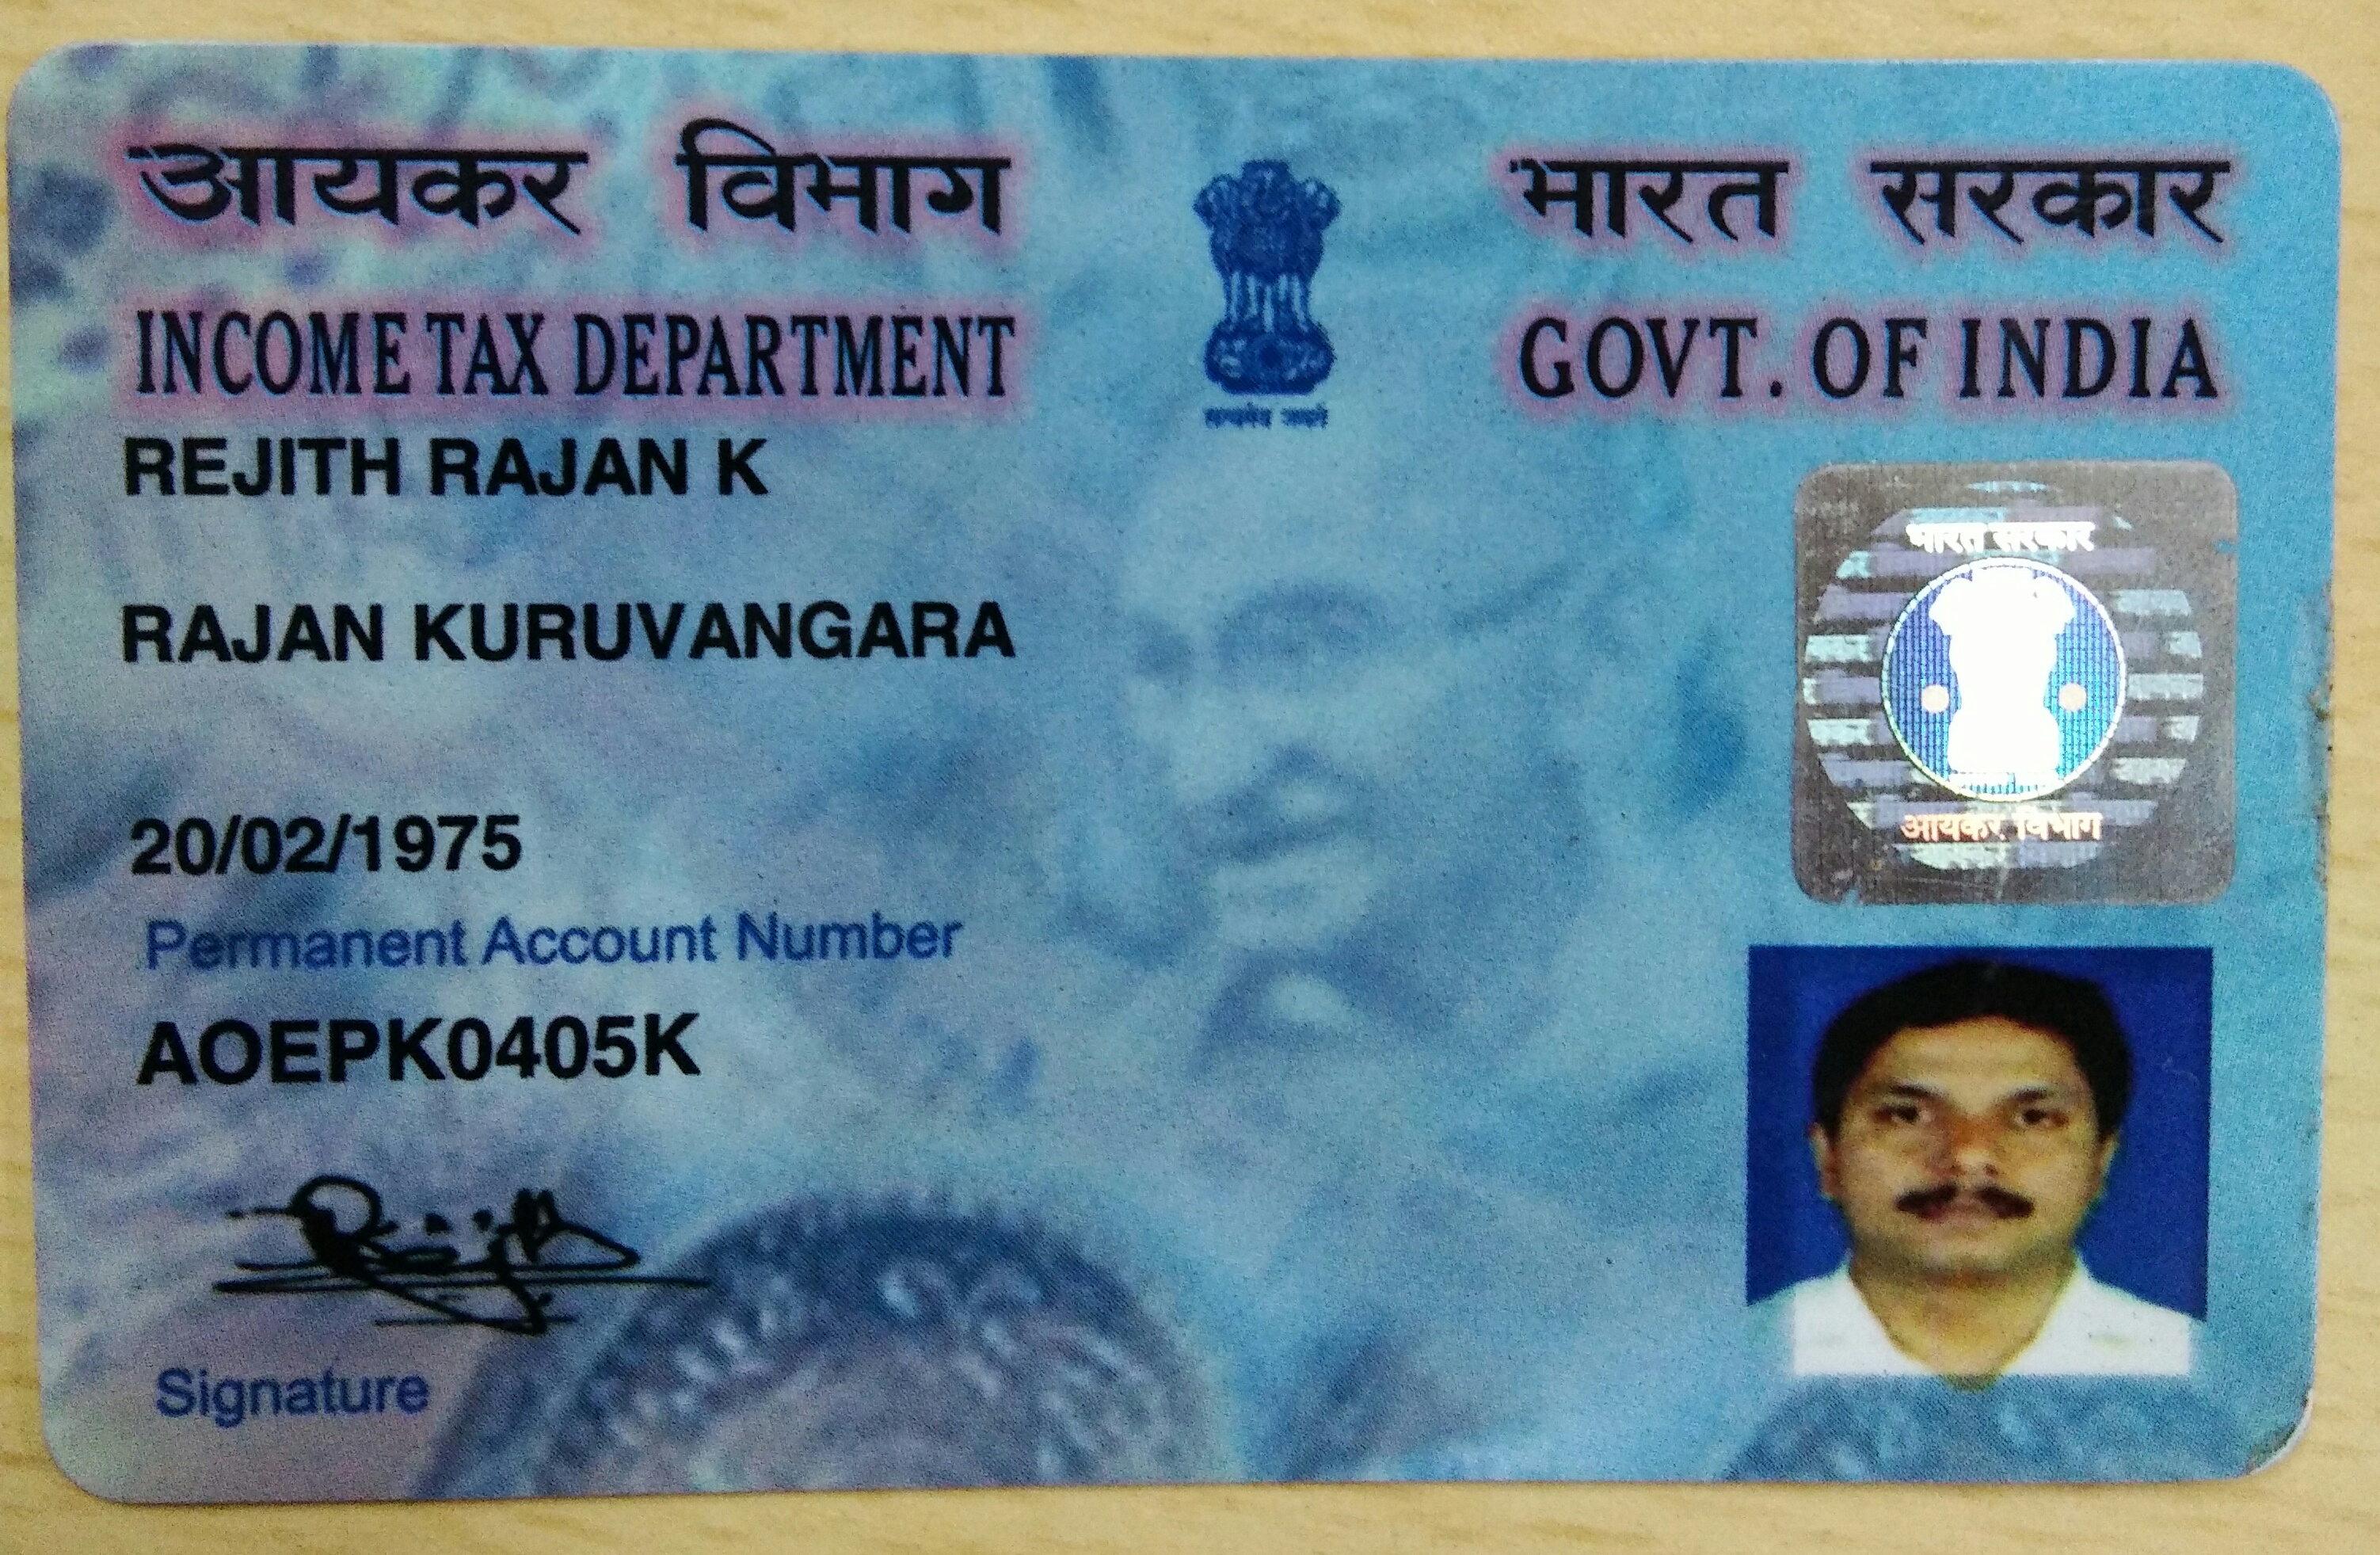 आयकर विभाग
भारत सरकार
INCOME TAX DEPARTMENT
GOVT. OF INDIA
सत्यमेव जयते
REJITH RAJAN K
भारत सरकार
RAJAN KURUVANGARA
आयकर विभाग
20/02/1975
Permanent Account Number
AOEPK0405K
Signature